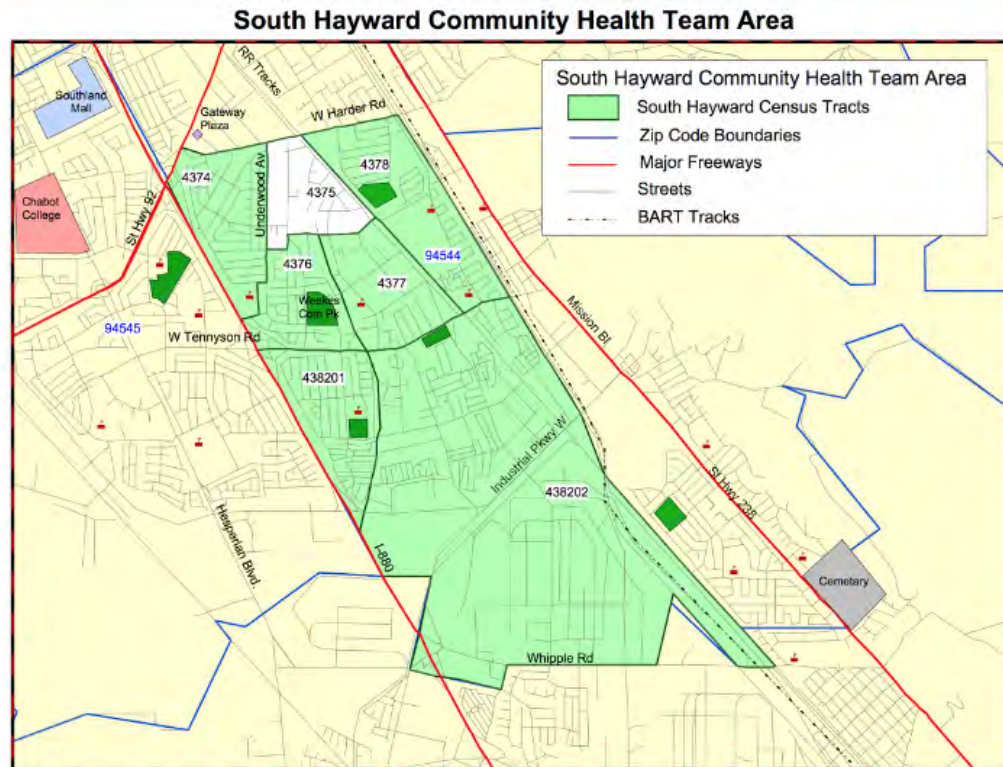 South Hayward Community Health Team Area
South Hayward Community Health Team Area
South Hayward Census Tracts
Zip Code Boundaries
Major Freeways
Streets
BART Tracks
Southland
Mall
RR Tracks
Gateway
Plaza
W Harder Rd
4374
Underwood Av
4375
4378
Chabot
College
St Hwy 92
94544
4376
4377
Weekes
Com Pk
94545
W Tennyson Rd
Mission Bl
438201
Industrial Pkwy W
438202
St Hwy 238
Hesperian Blvd.
I-880
Cemetary
Whipple Rd